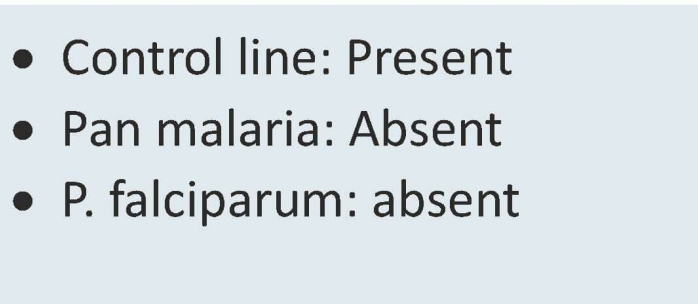 • Control line: Present
• Pan malaria: Absent
• P. falciparum: absent